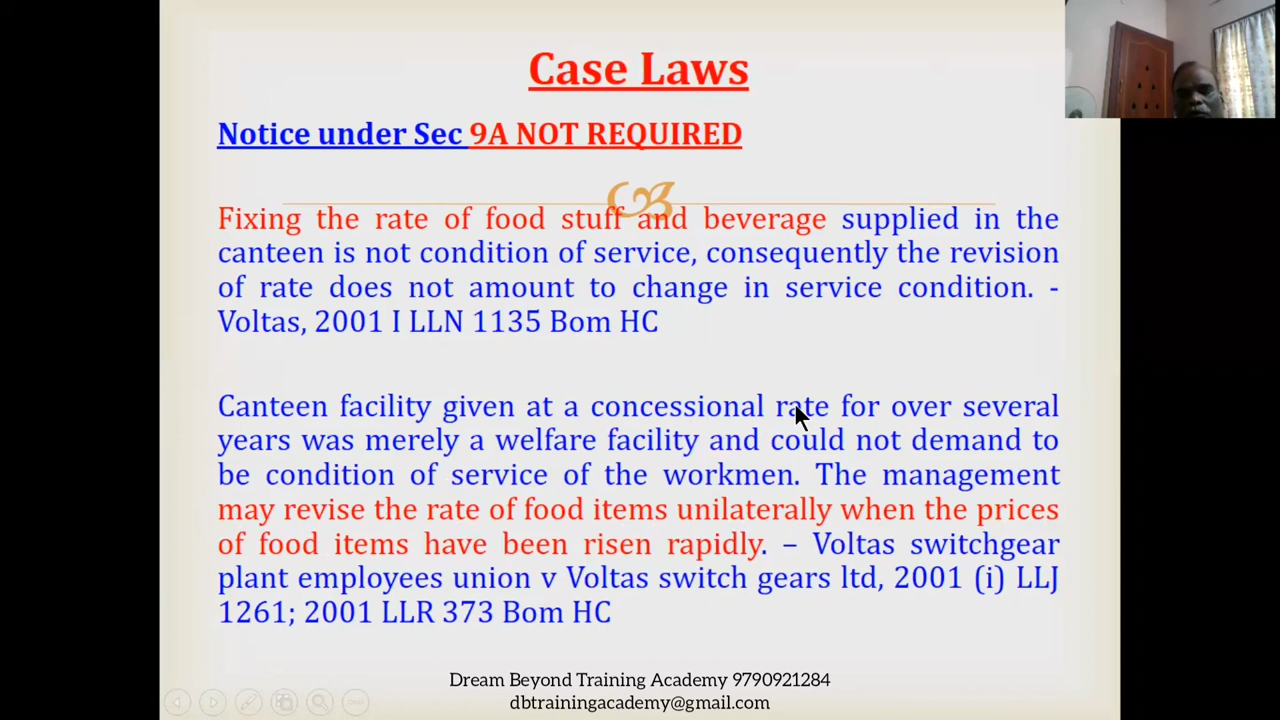 Case Laws
Notice under Sec 9A NOT REQUIRED
Fixing the rate of food stuff and beverage supplied in the
canteen is not condition of service, consequently the revision
of rate does not amount to change in service condition. -
Voltas, 2001 I LLN 1135 Bom HC
Canteen facility given at a concessional rate for over several
years was merely a welfare facility and could not demand to
be condition of service of the workmen. The management
may revise the rate of food items unilaterally when the prices
of food items have been risen rapidly. – Voltas switchgear
plant employees union v Voltas switch gears ltd, 2001 (i) LLJ
1261; 2001 LLR 373 Bom HC
Dream Beyond Training Academy 9790921284
dbtrainingacademy@gmail.com